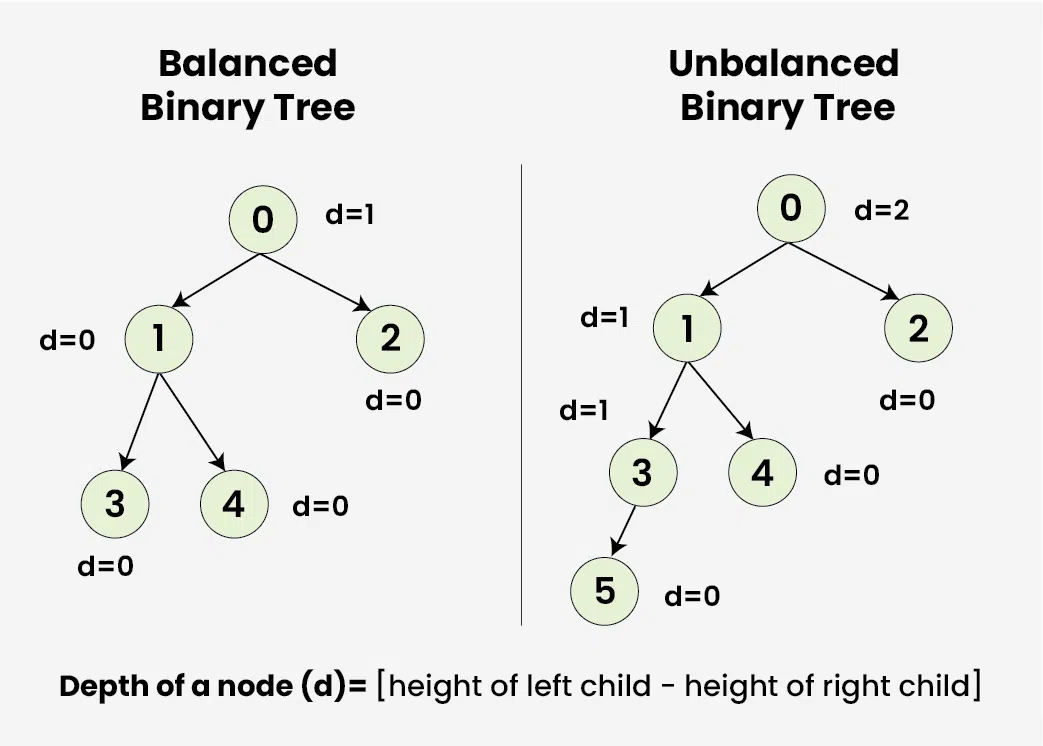 Balanced
Binary Tree
0
d=1
d=0
1
2
d=0
3
4
d=0
d=0
Unbalanced
Binary Tree
0
d=2
d=1
1
2
d=0
d=1
3
4
d=0
5
d=0
Depth of a node (d)= [height of left child - height of right child]